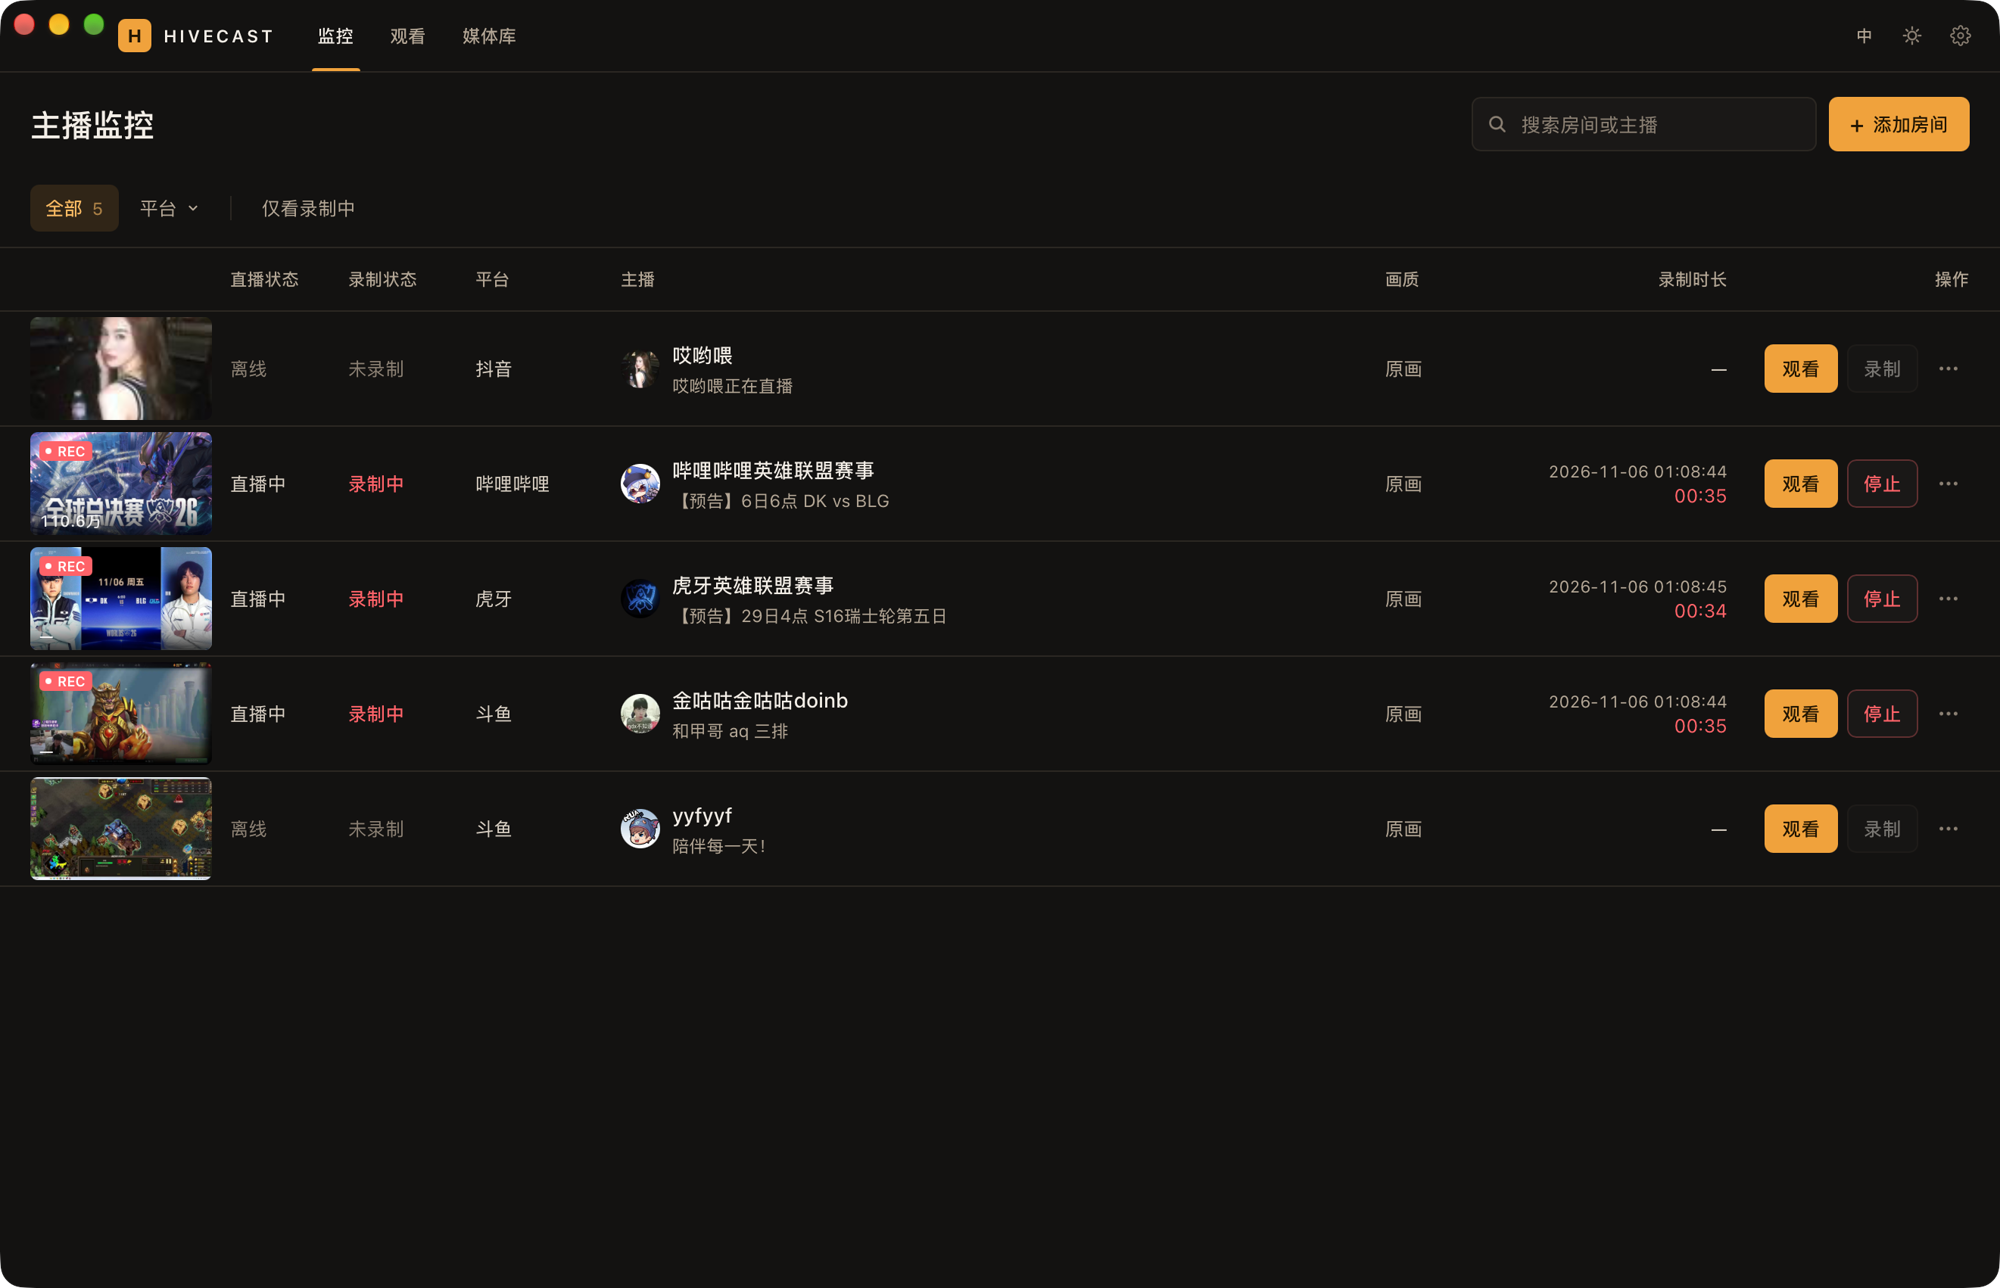 H HIVECAST 监控 观看 媒体库 中
主播监控 搜索房间或主播 + 添加房间
全部 5 平台 仅看录制中
直播状态 录制状态 平台 主播 画质 录制时长 操作
离线 未录制 抖音 哎哟喂 原画 — 观看 录制 ...
哎哟喂正在直播
REC
全球总决赛 26
110.6万
直播中 录制中 哔哩哔哩 哔哩哔哩英雄联盟赛事 原画 2026-11-06 01:08:44 观看 停止 ...
【预告】6日6点 DK vs BLG 00:35
REC
11/06 周五
DK BLG
直播中 录制中 虎牙 虎牙英雄联盟赛事 原画 2026-11-06 01:08:45 观看 停止 ...
【预告】29日4点 S16瑞士轮第五日 00:34
REC
直播中 录制中 斗鱼 金咕咕金咕咕doinb 原画 2026-11-06 01:08:44 观看 停止 ...
和甲哥 aq 三排 00:35
离线 未录制 斗鱼 yyfyyf 原画 — 观看 录制 ...
陪伴每一天!